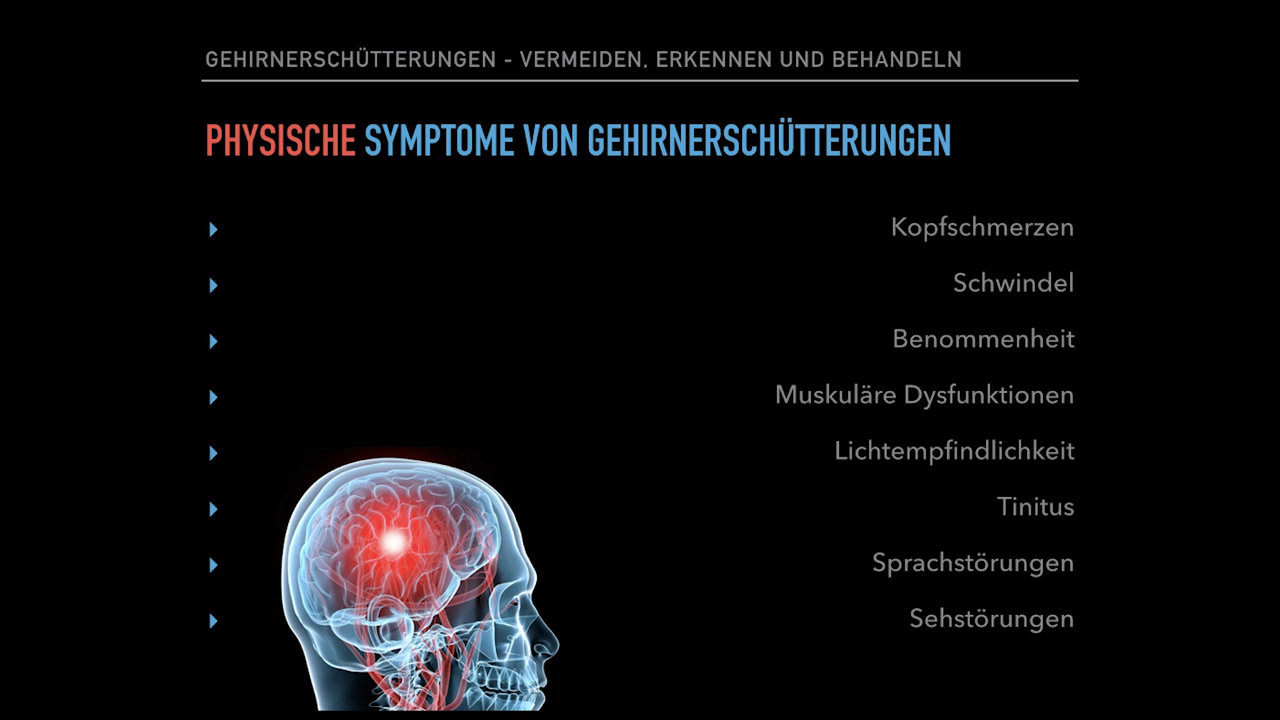 GEHIRNERSCHÜTTERUNGEN - VERMEIDEN, ERKENNEN UND BEHANDELN
PHYSISCHE SYMPTOME VON GEHIRNERSCHÜTTERUNGEN
Kopfschmerzen
Schwindel
Benommenheit
Muskuläre Dysfunktionen
Lichtempfindlichkeit
Tinitus
Sprachstörungen
Sehstörungen